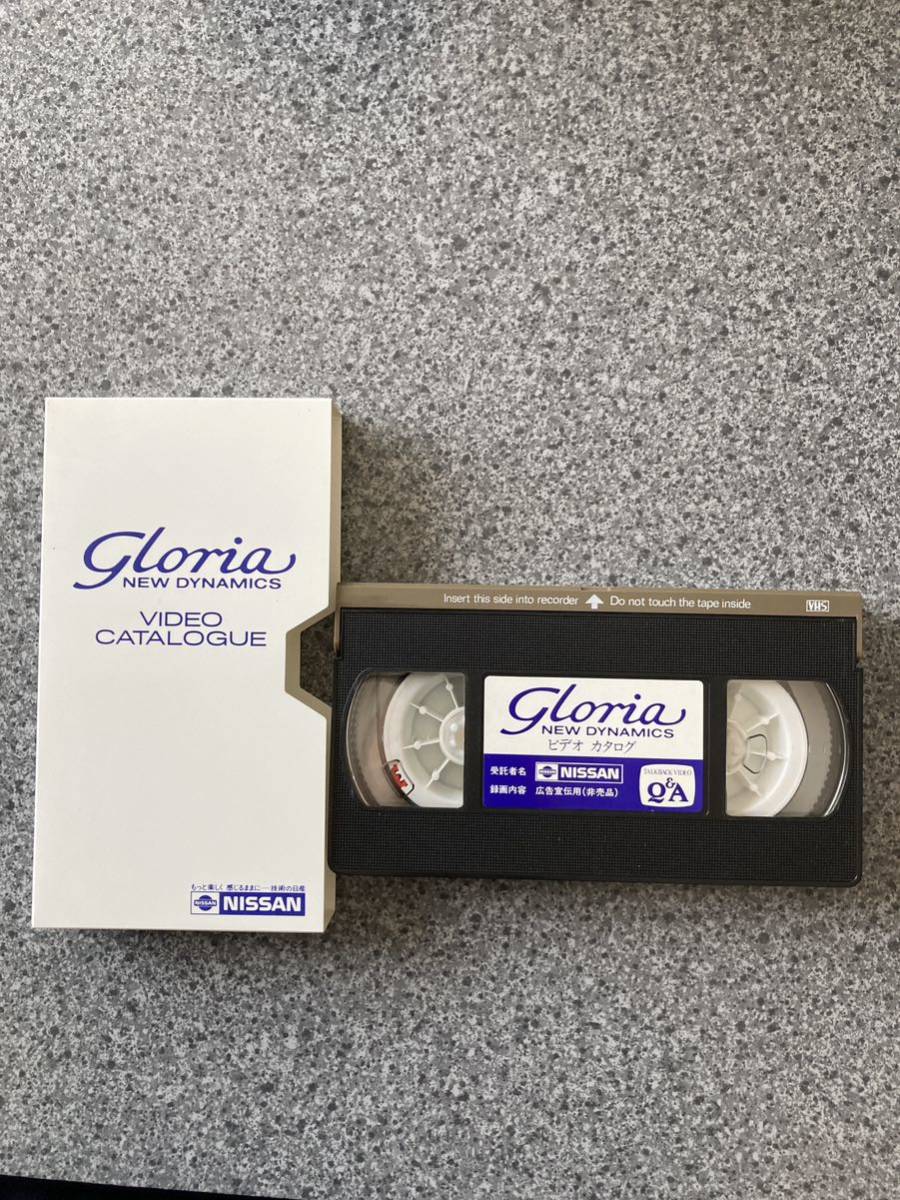 Gloria
NEW DYNAMICS
VIDEO
CATALOGUE
もっと楽しく 感じるままに—技術の日産
NISSAN NISSAN
Insert this side into recorder Do not touch the tape inside VHS
Gloria
NEW DYNAMICS
ビデオ カタログ
受託者名 NISSAN NISSAN
録画内容 広告宣伝用(非売品)
TALKBACK VIDEO
Q&A